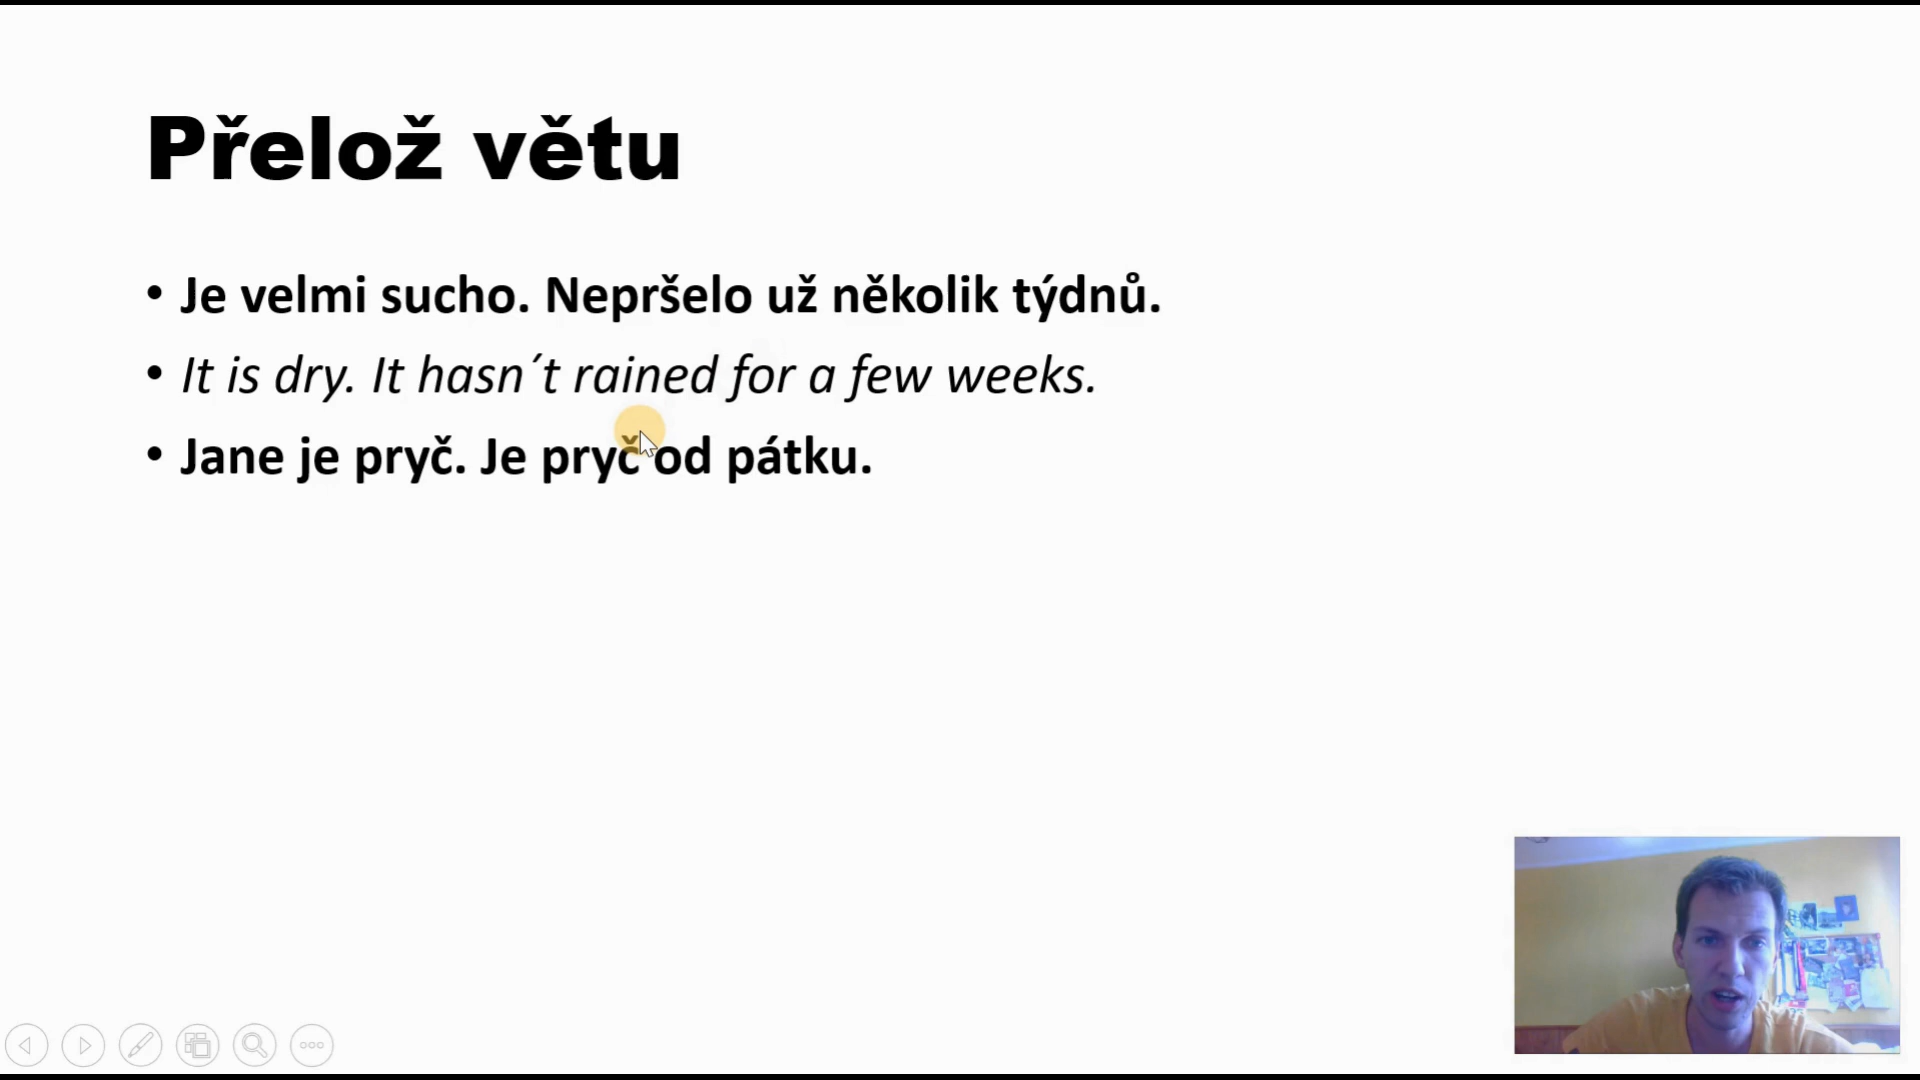 Přelož větu
• Je velmi sucho. Nepršelo už několik týdnů.
• It is dry. It hasn´t rained for a few weeks.
• Jane je pryč. Je pryč od pátku.